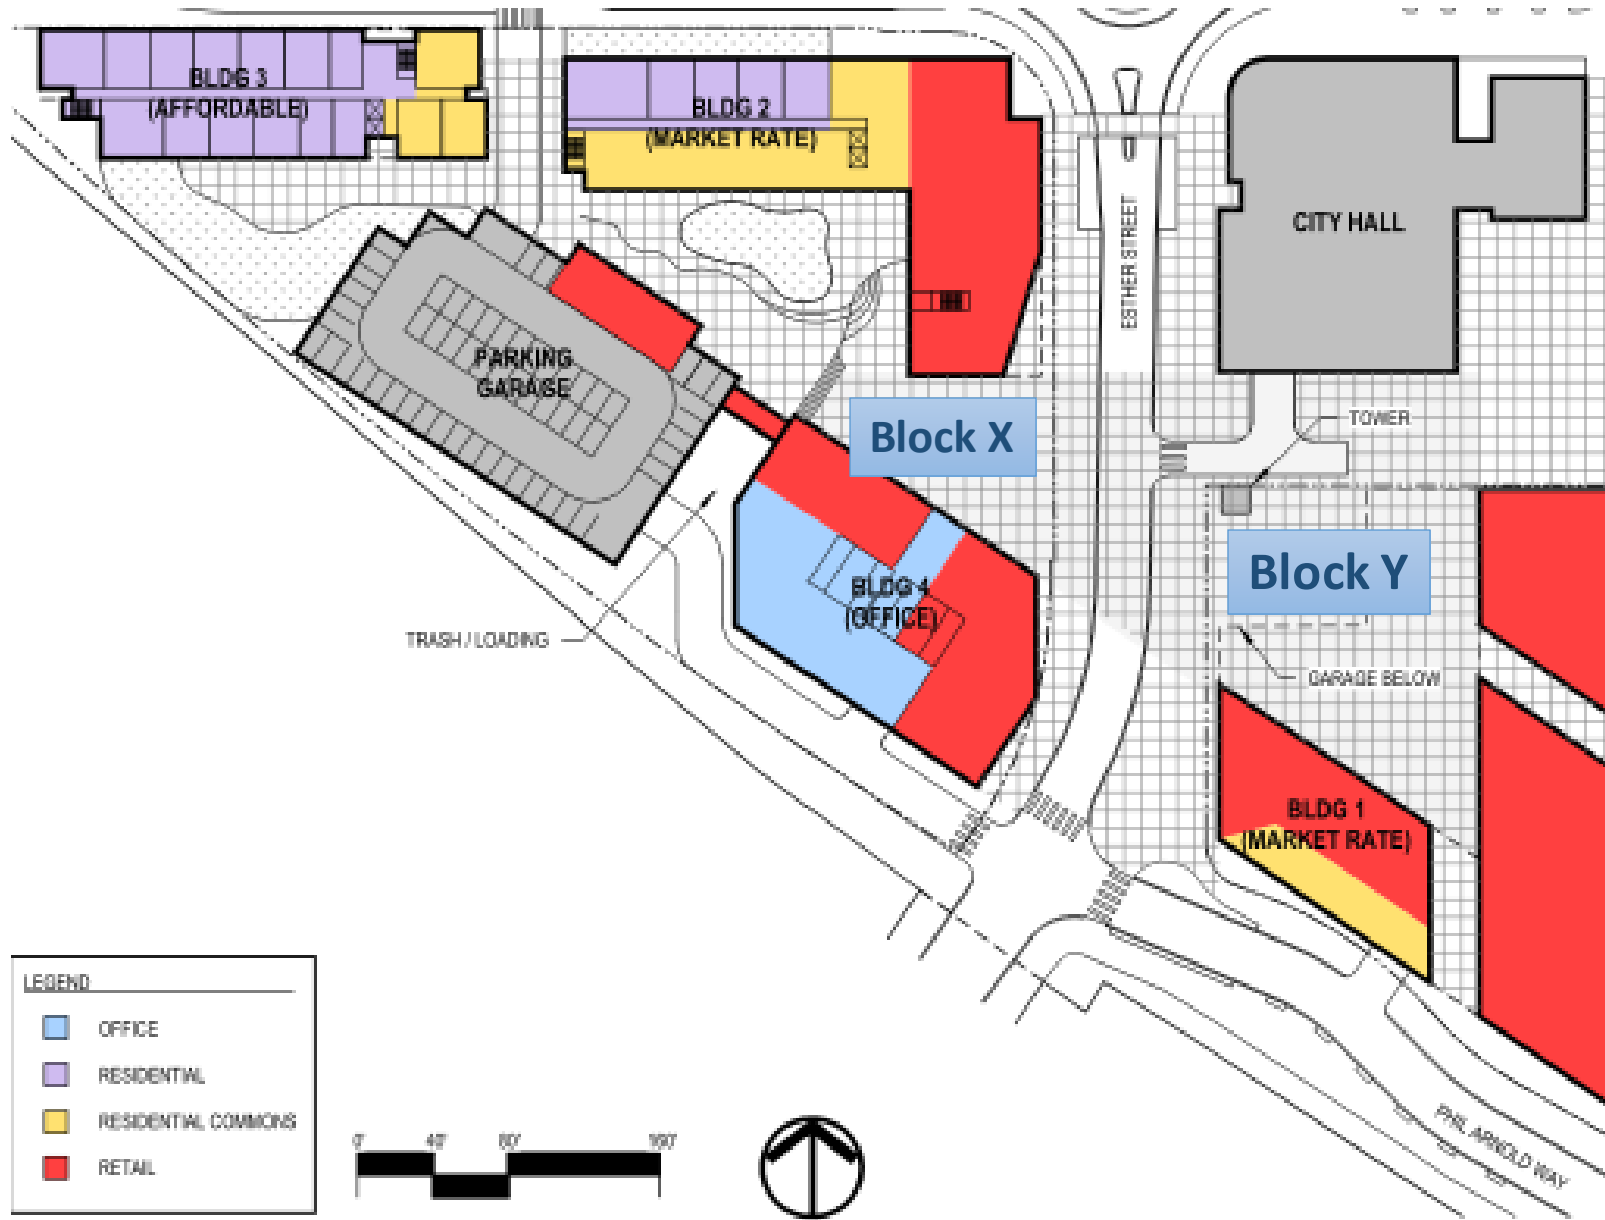 BLDG 3
(AFFORDABLE)
BLDG 2
(MARKET RATE)
ESTHER STREET
CITY HALL
PARKING
GARAGE
Block X
TOWER
Block Y
BLDG 4
(OFFICE)
TRASH / LOADING
GARAGE BELOW
BLDG 1
(MARKET RATE)
LEGEND
OFFICE
RESIDENTIAL
RESIDENTIAL COMMONS
RETAIL
0' 40' 80' 160'
PHIL ARNOLD WAY